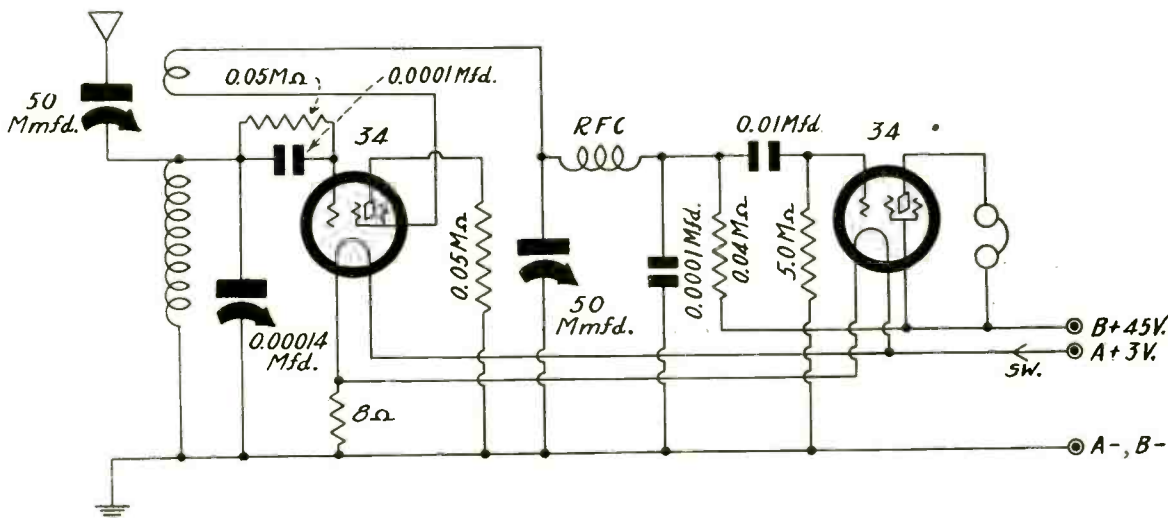 50
Mmfd.
0.05MΩ
0.0001Mfd.
34
0.00014
Mfd.
8Ω
0.05MΩ
RFC
50
Mmfd.
0.0001Mfd.
0.04MΩ
0.01Mfd
5.0MΩ
34
B+45V.
A+3V.
SW.
A-, B-